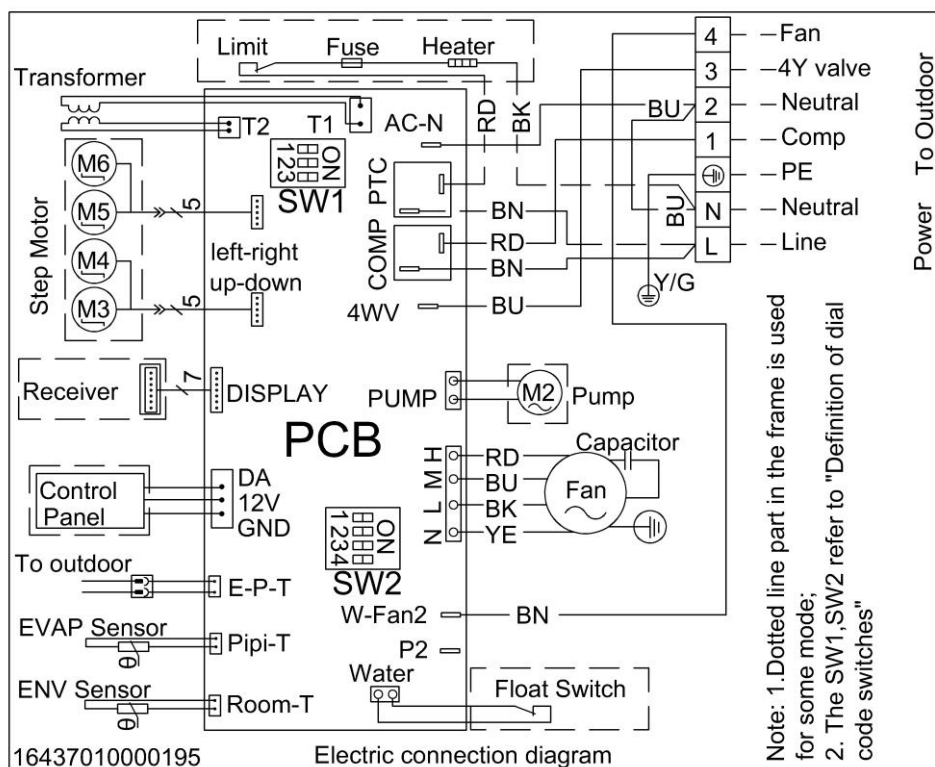 Limit Fuse Heater
Transformer
T2
T1
AC-N
RD
BK
ON
123
SW1
PTC
COMP
BN
RD
BN
4WV
BU
M6
M5
M4
M3
Step Motor
5
5
left-right
up-down
Receiver
7
DISPLAY
PUMP
M2
Pump
PCB
Control
Panel
DA
12V
GND
H
M
L
N
RD
BU
BK
YE
Fan
Capacitor
ON
1234
SW2
To outdoor
E-P-T
W-Fan2
BN
EVAP Sensor
θ
Pipi-T
P2
ENV Sensor
θ
Room-T
Water
Float Switch
4 Fan
3 4Y valve
BU 2 Neutral
1 Comp
PE
BU N Neutral
L Line
Y/G
To Outdoor
Power
Note: 1.Dotted line part in the frame is used
for some mode;
2. The SW1,SW2 refer to "Definition of dial
code switches"
16437010000195
Electric connection diagram